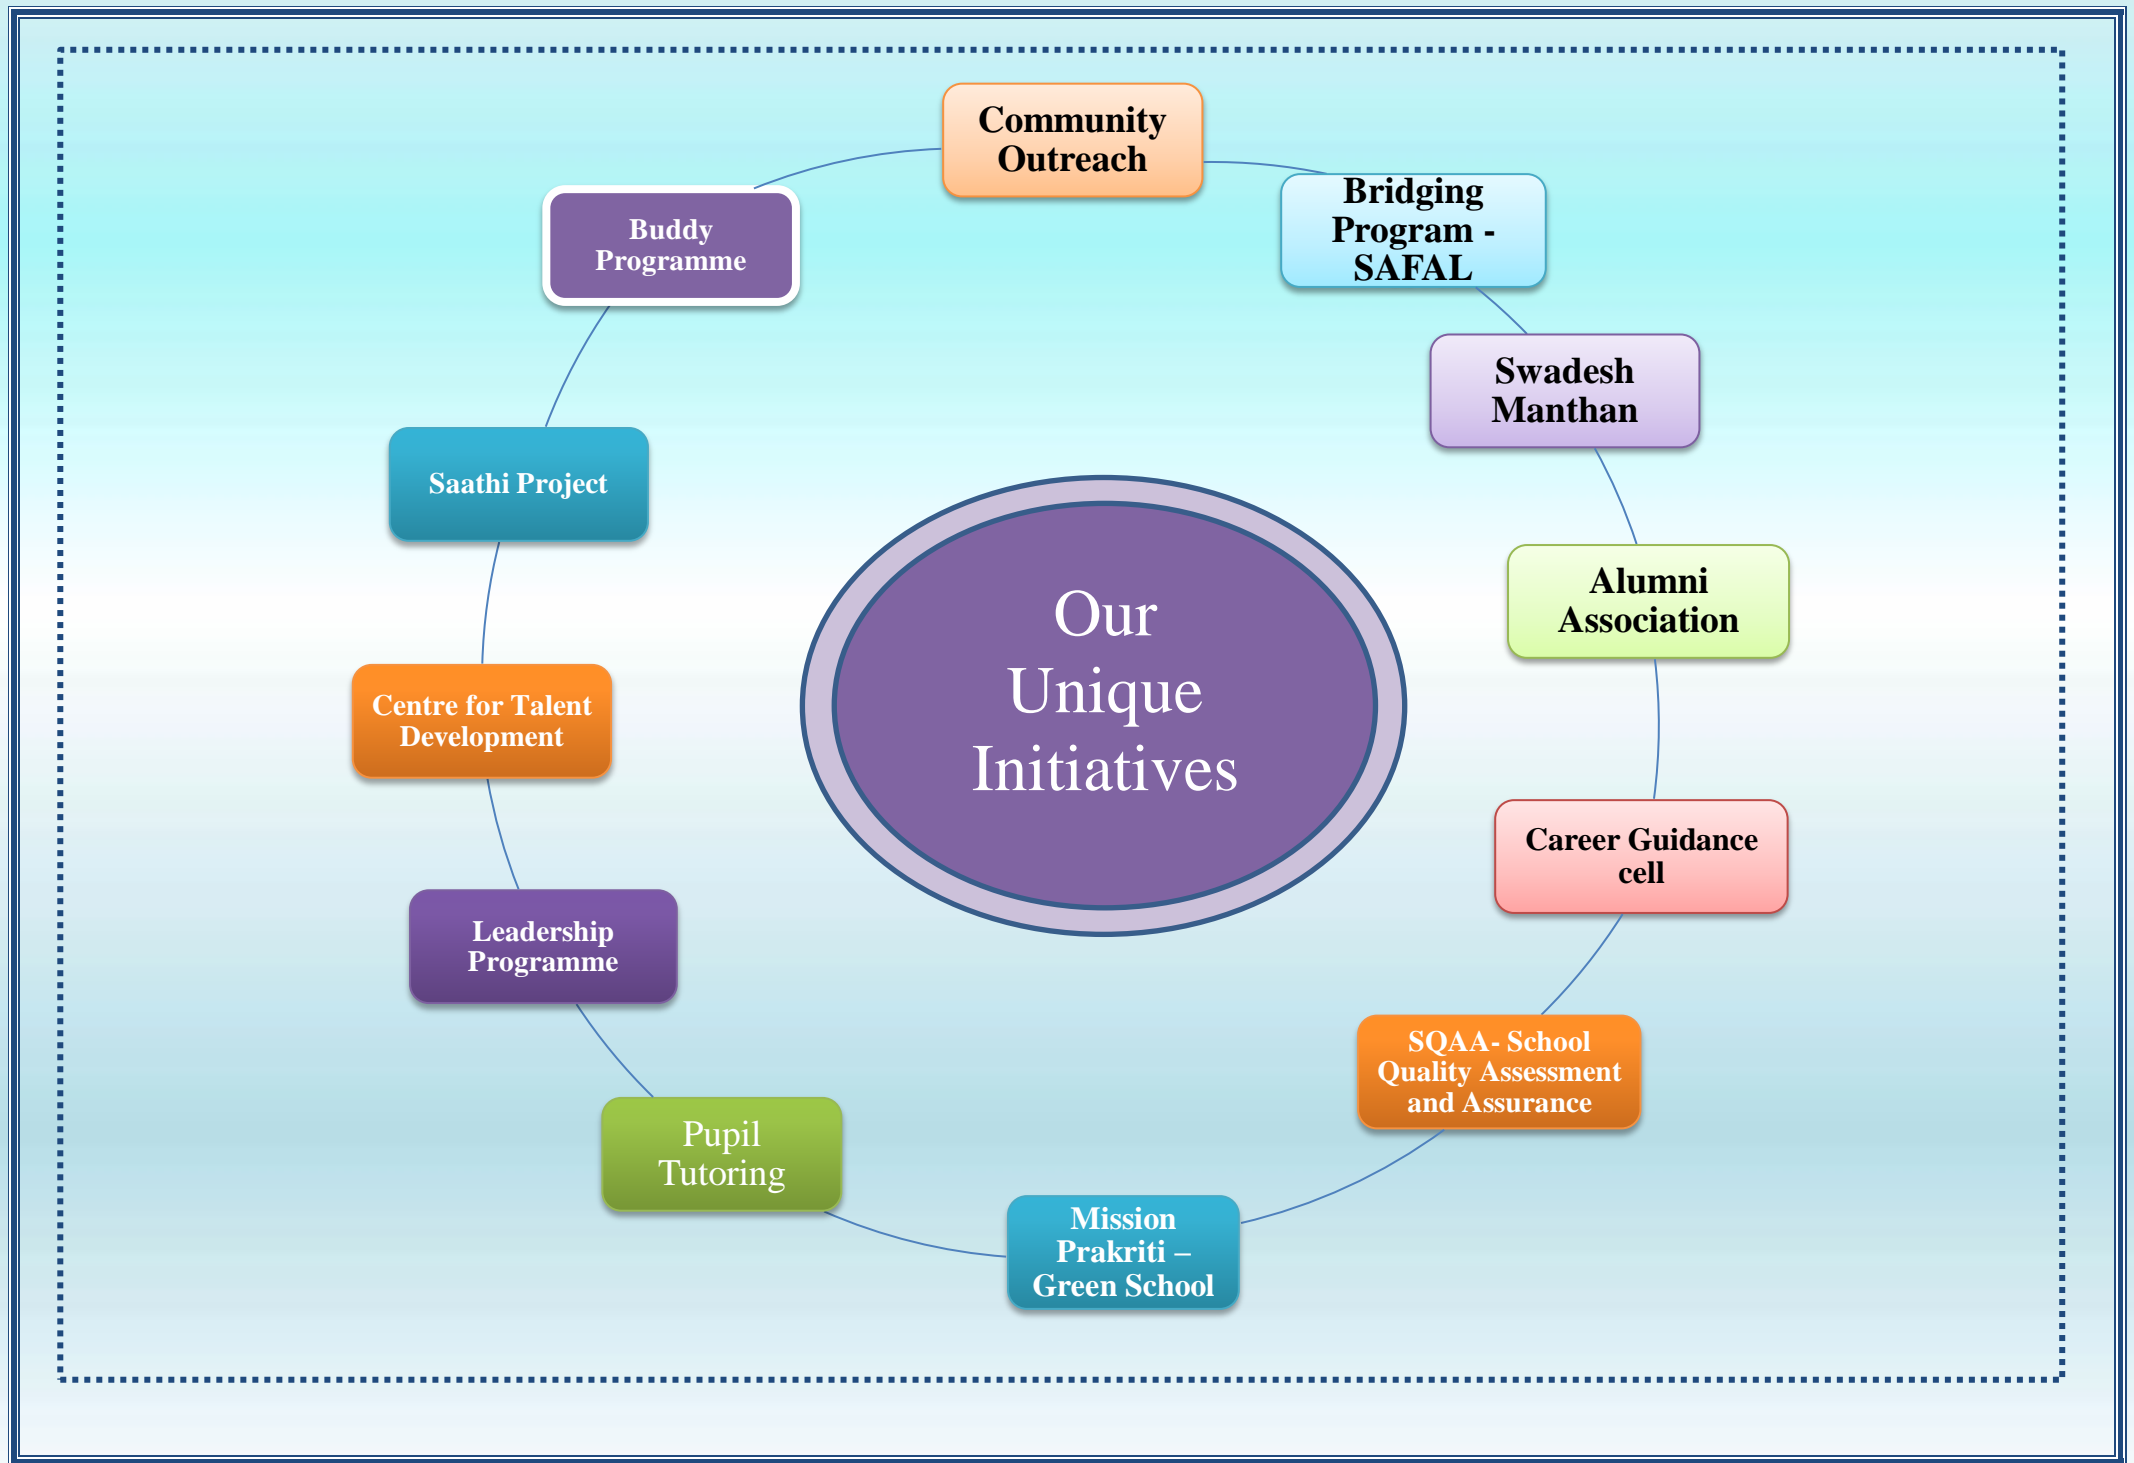 Community
Outreach
Bridging
Program -
SAFAL
Swadesh
Manthan
Alumni
Association
Career Guidance
cell
SQAA- School
Quality Assessment
and Assurance
Mission
Prakriti –
Green School
Pupil
Tutoring
Leadership
Programme
Centre for Talent
Development
Saathi Project
Buddy
Programme
Our
Unique
Initiatives